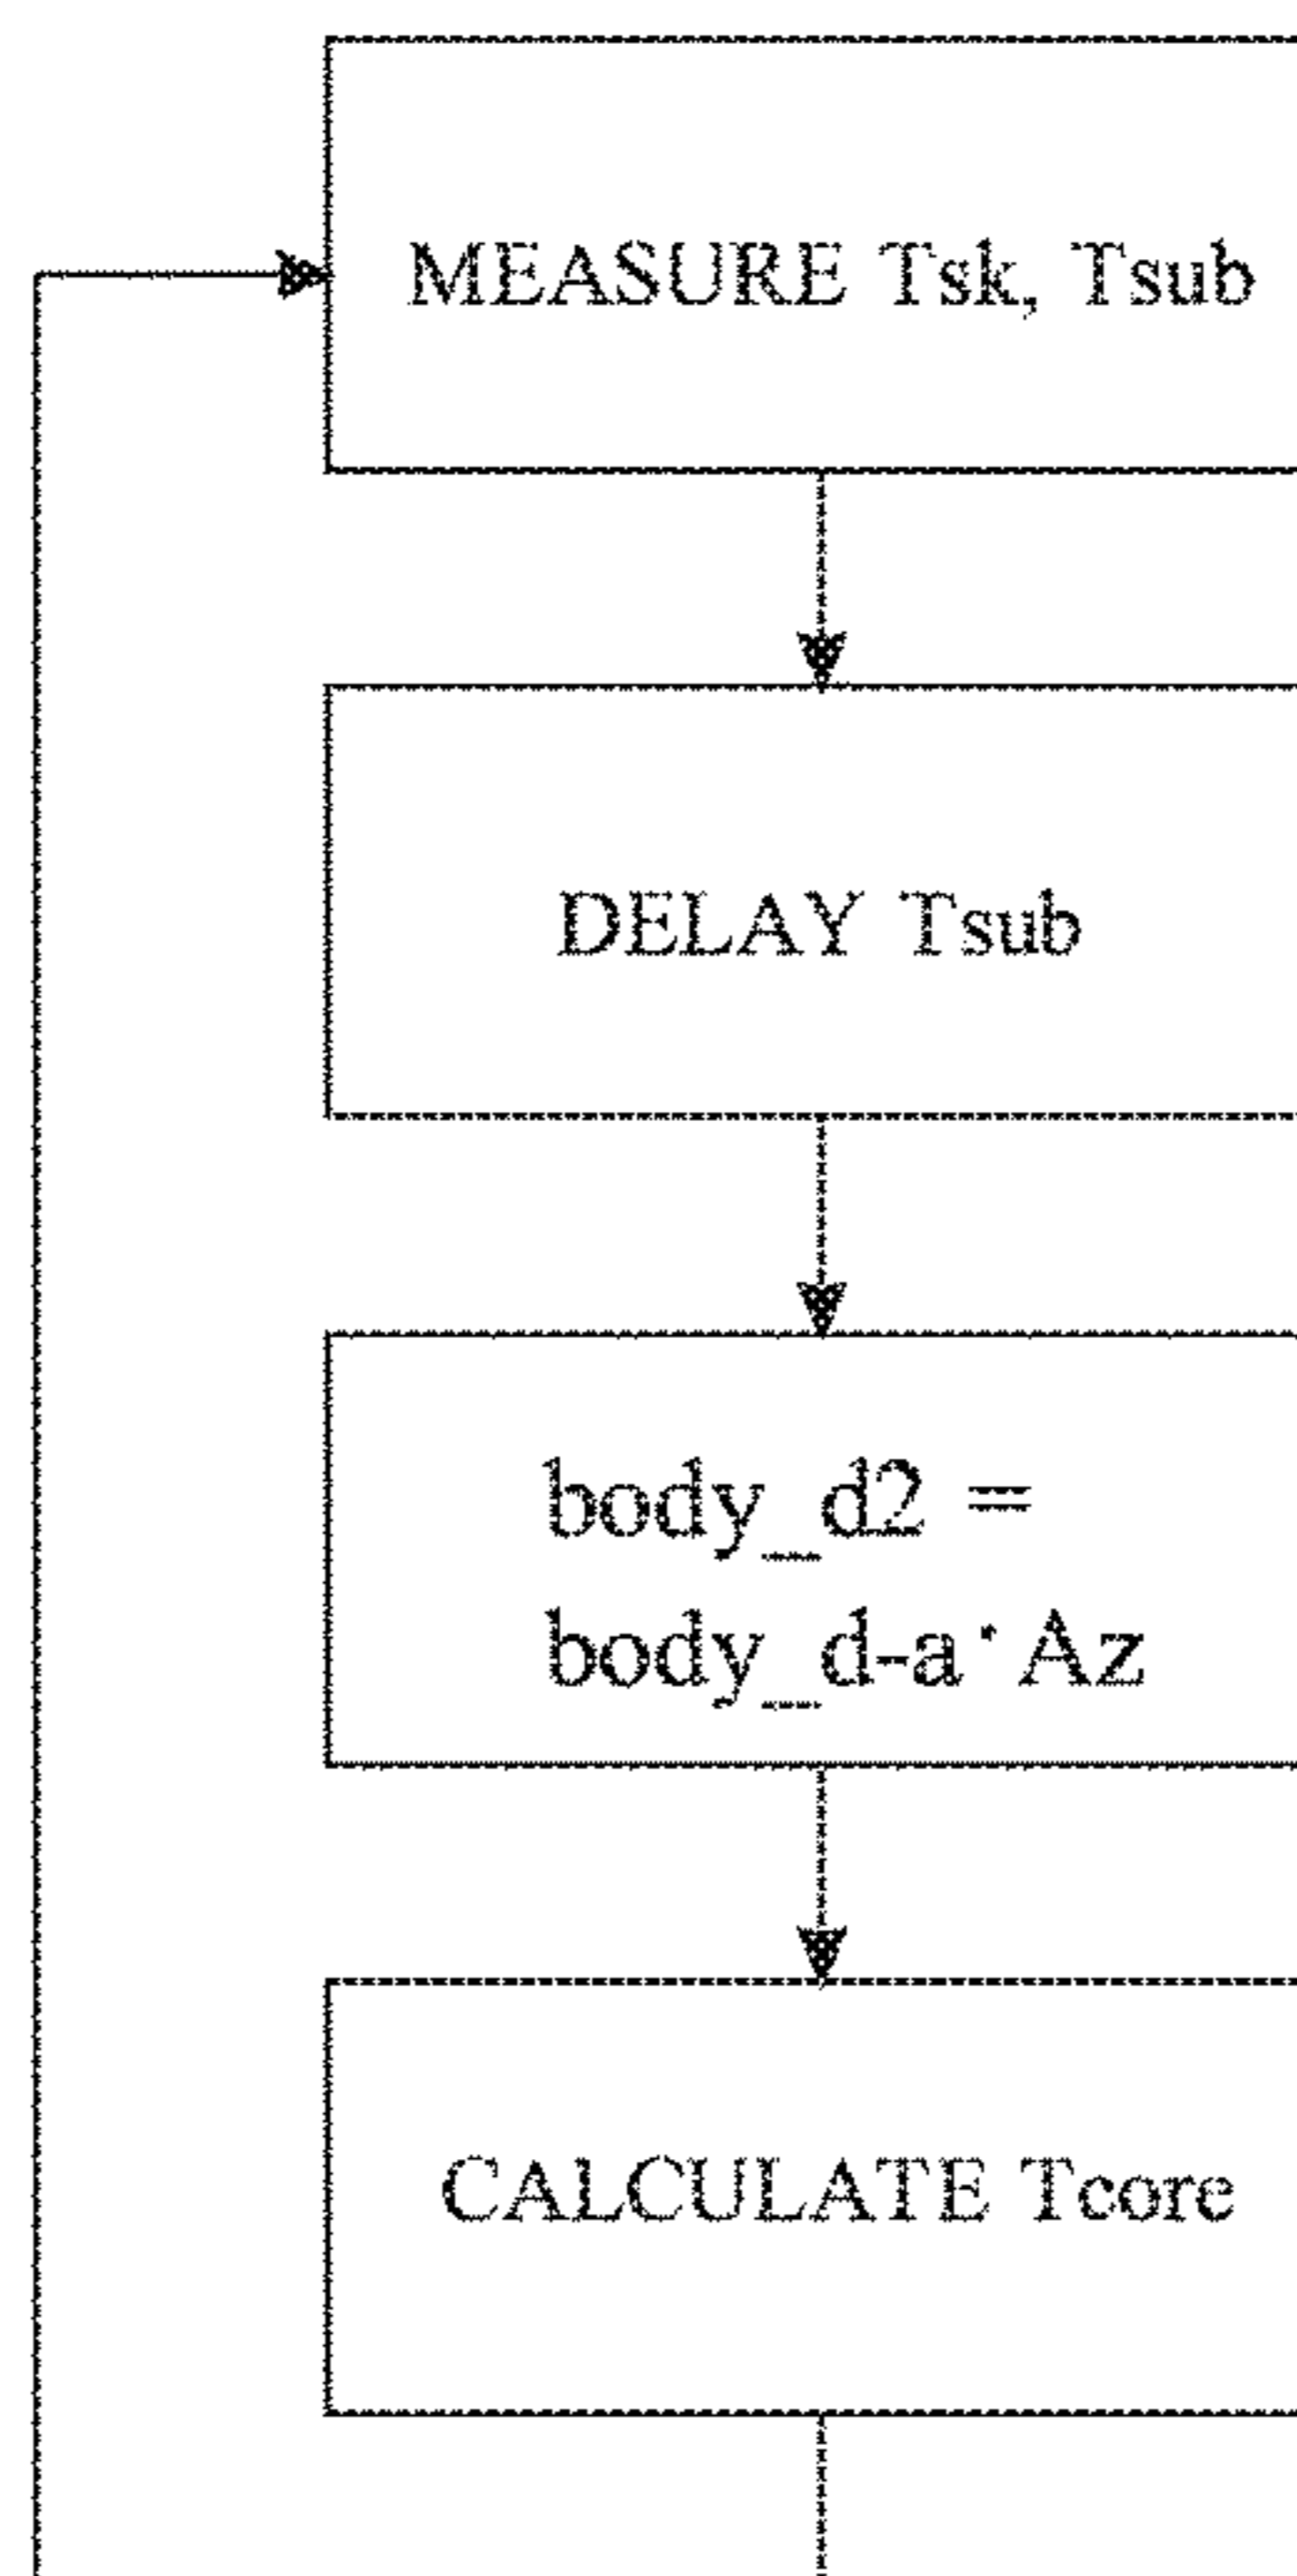 MEASURE Tsk, Tsub
DELAY Tsub
body_d2 =
body_d-a·Az
CALCULATE Tcore